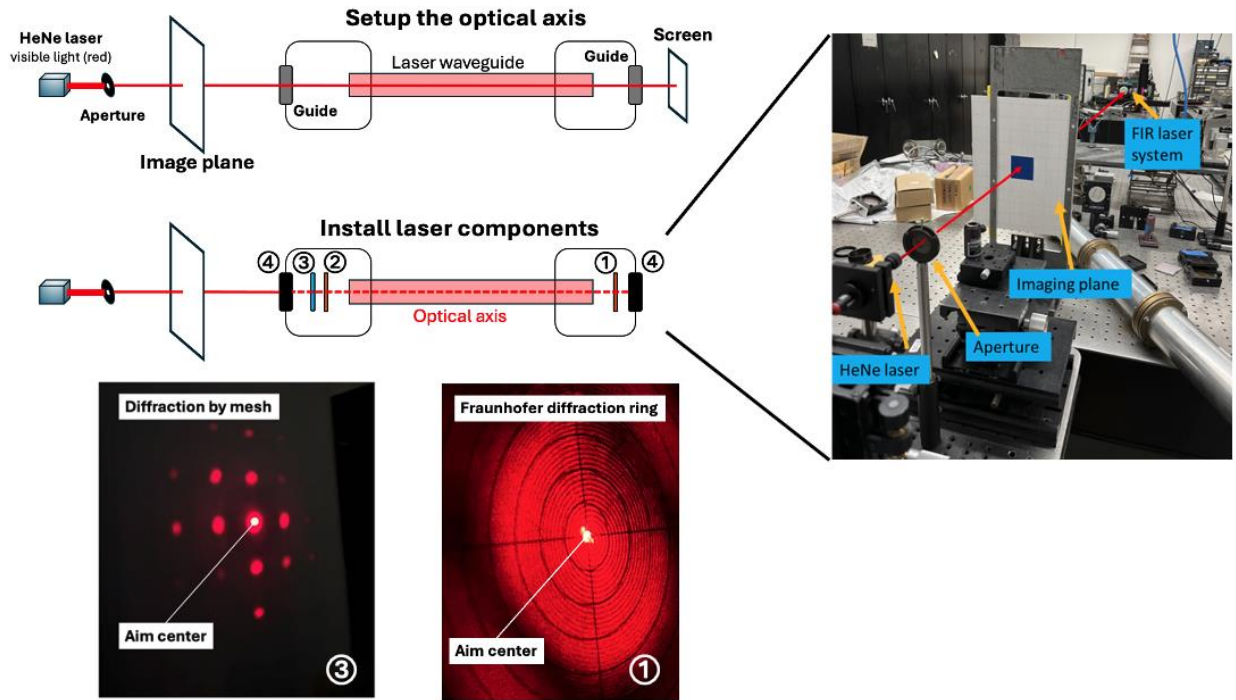 Setup the optical axis
HeNe laser
visible light (red)
Aperture
Image plane
Guide
Laser waveguide
Guide
Screen
Install laser components
④
③
②
①
④
Optical axis
Diffraction by mesh
Aim center
③
Fraunhofer diffraction ring
Aim center
①
FIR laser
system
Imaging plane
Aperture
HeNe laser